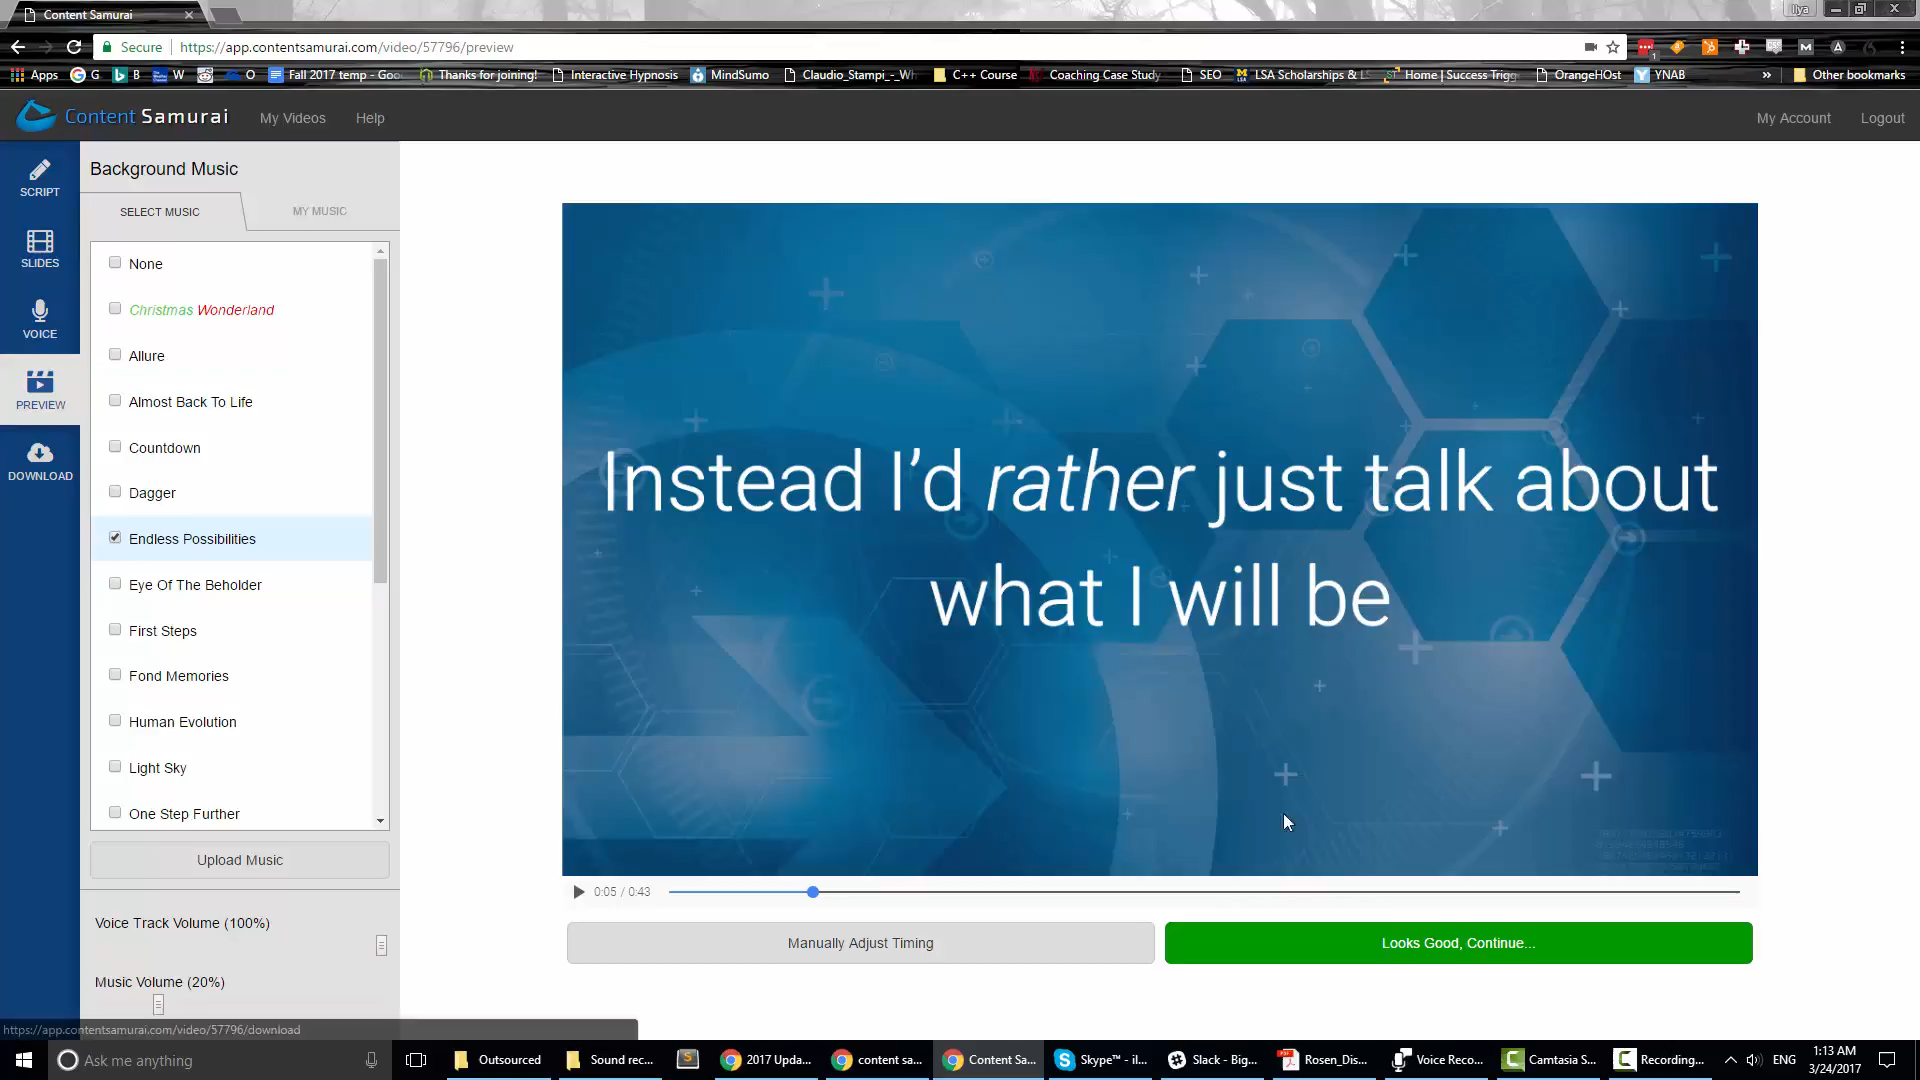 Content Samurai
Ilya
Secure
https://app.contentsamurai.com/video/57796/preview
Apps
G
B
W
O
Fall 2017 temp - Goo
Thanks for joining!
Interactive Hypnosis
MindSumo
Claudio_Stampi_-_Wh
C++ Course
Coaching Case Study
SEO
LSA Scholarships & L
Home | Success Trigg
OrangeHOst
YNAB
»
Other bookmarks
Content Samurai
My Videos
Help
My Account
Logout
SCRIPT
SLIDES
VOICE
PREVIEW
DOWNLOAD
Background Music
SELECT MUSIC
MY MUSIC
None
Christmas Wonderland
Allure
Almost Back To Life
Countdown
Dagger
Endless Possibilities
Eye Of The Beholder
First Steps
Fond Memories
Human Evolution
Light Sky
One Step Further
Upload Music
Voice Track Volume (100%)
Music Volume (20%)
Instead I’d rather just talk about
what I will be
0:05 / 0:43
Manually Adjust Timing
Looks Good, Continue...
https://app.contentsamurai.com/video/57796/download
Ask me anything
Outsourced
Sound rec...
2017 Upda...
content sa...
Content Sa...
Skype™ - il...
Slack - Big...
Rosen_Dis...
Voice Reco...
Camtasia S...
Recording...
ENG
1:13 AM
3/24/2017